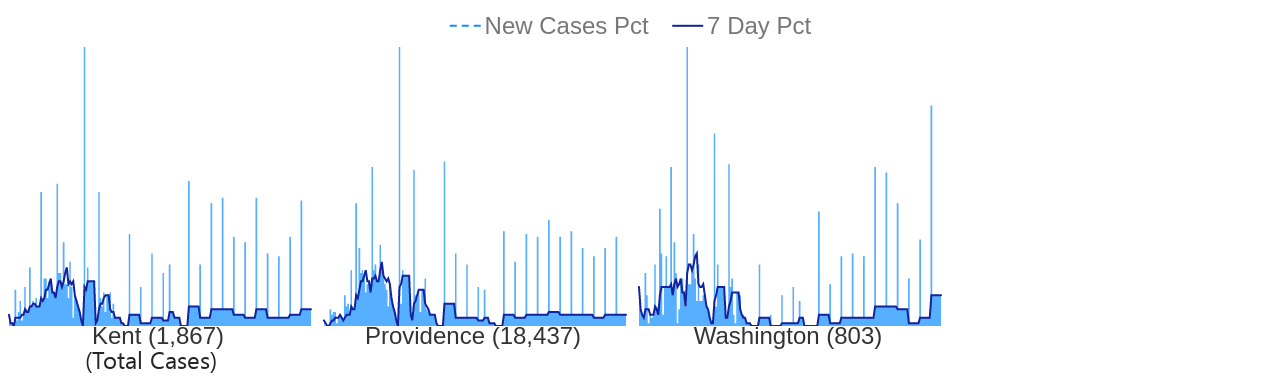 New Cases Pct 7 Day Pct
Kent (1,867) Providence (18,437) Washington (803)
(Total Cases)